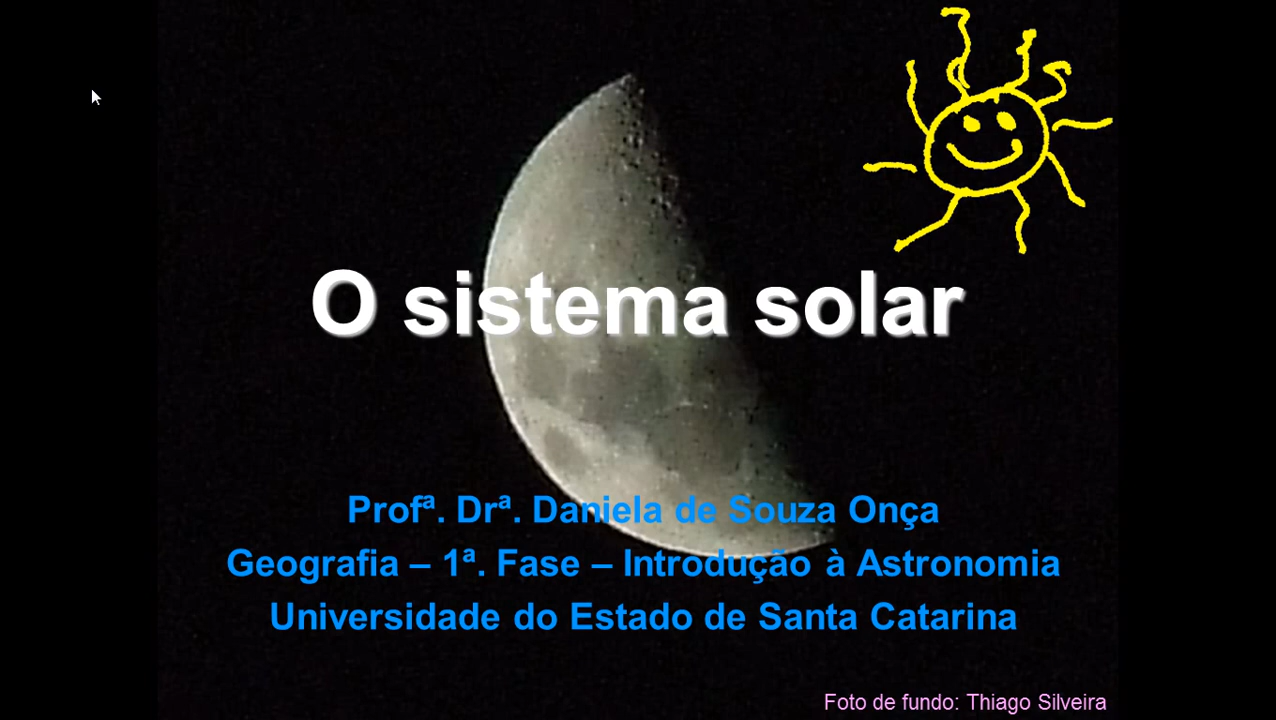 O sistema solar
Profª. Drª. Daniela de Souza Onça
Geografia – 1ª. Fase – Introdução à Astronomia
Universidade do Estado de Santa Catarina
Foto de fundo: Thiago Silveira